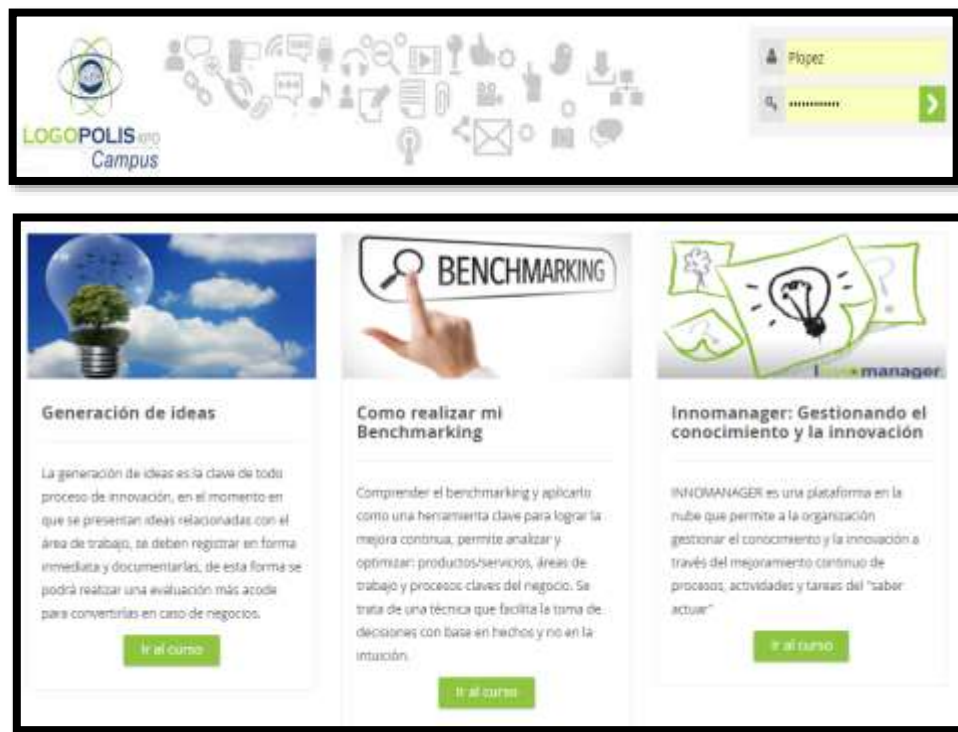 Plopez
LOGOPOLIS
Campus
BENCHMARKING
manager
Generación de ideas
La generación de ideas es la clave de todo
proceso de innovación, en el momento en
que se presentan ideas relacionadas con el
área de trabajo, se deben registrar en forma
inmediata y documentarlas, de esta forma se
podrá realizar una evaluación más acode
para convertirlas en caso de negocios.
Ir al curso
Como realizar mi
Benchmarking
Comprender el benchmarking y aplicarlo
como una herramienta clave para lograr la
mejora continua, permite analizar y
optimizar: productos/servicios, áreas de
trabajo y procesos claves del negocio. Se
trata de una técnica que facilita la toma de
decisiones con base en hechos y no en la
intuición.
Ir al curso
Innomanager: Gestionando el
conocimiento y la innovación
INNOMANAGER es una plataforma en la
nube que permite a la organización
gestionar el conocimiento y la innovación a
través del mejoramiento continuo de
procesos, actividades y tareas del "saber
actuar"
Ir al curso